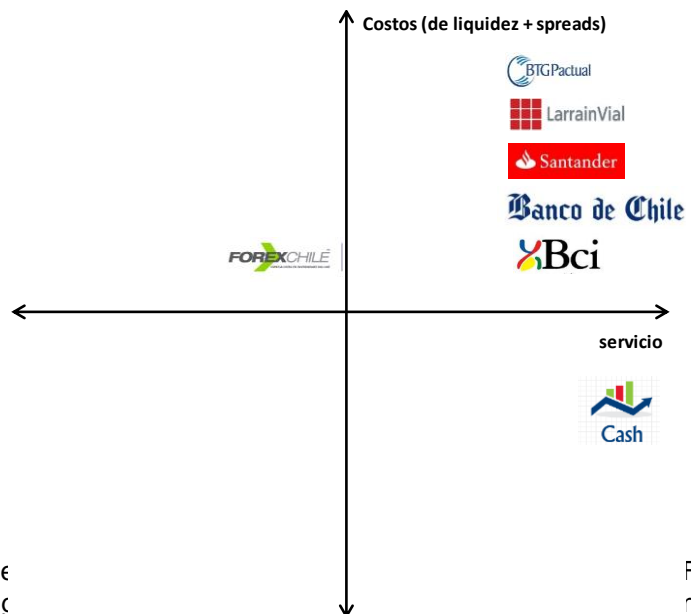 Costos (de liquidez + spreads)
BTGPactual
LarrainVial
Santander
Banco de Chile
FOREXCHILE
Bci
servicio
Cash